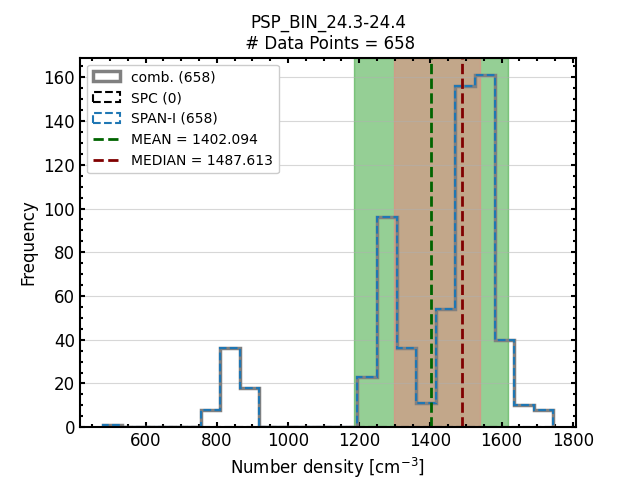 PSP_BIN_24.3-24.4
# Data Points = 658
comb. (658)
SPC (0)
SPAN-I (658)
MEAN = 1402.094
MEDIAN = 1487.613
160
140
120
100
80
60
40
20
0
Frequency
600
800
1000
1200
1400
1600
1800
Number density [cm⁻³]